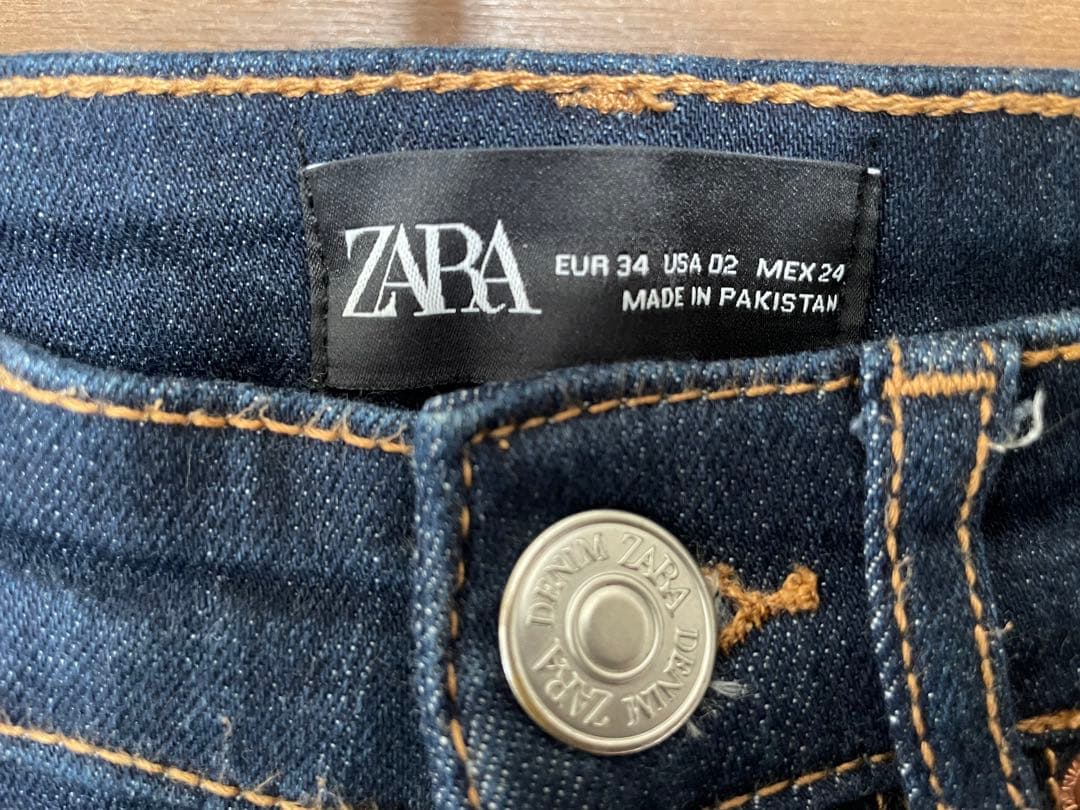 ZARA
EUR 34 USA 02 MEX 24
MADE IN PAKISTAN
ZARA DENIM ZARA DENIM